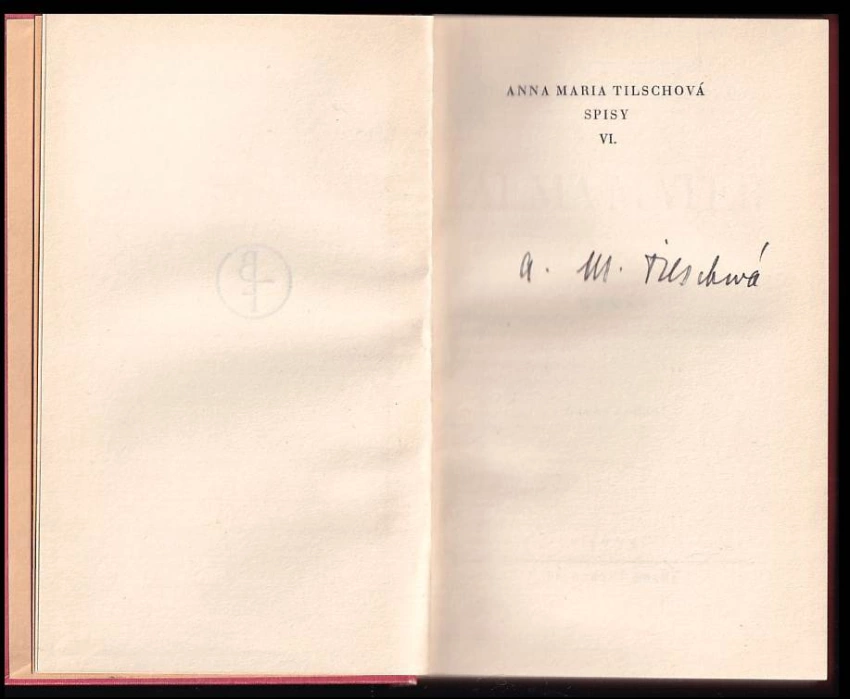 ANNA MARIA TILSCHOVÁ
SPISY
VI.
A. M. Tilschová